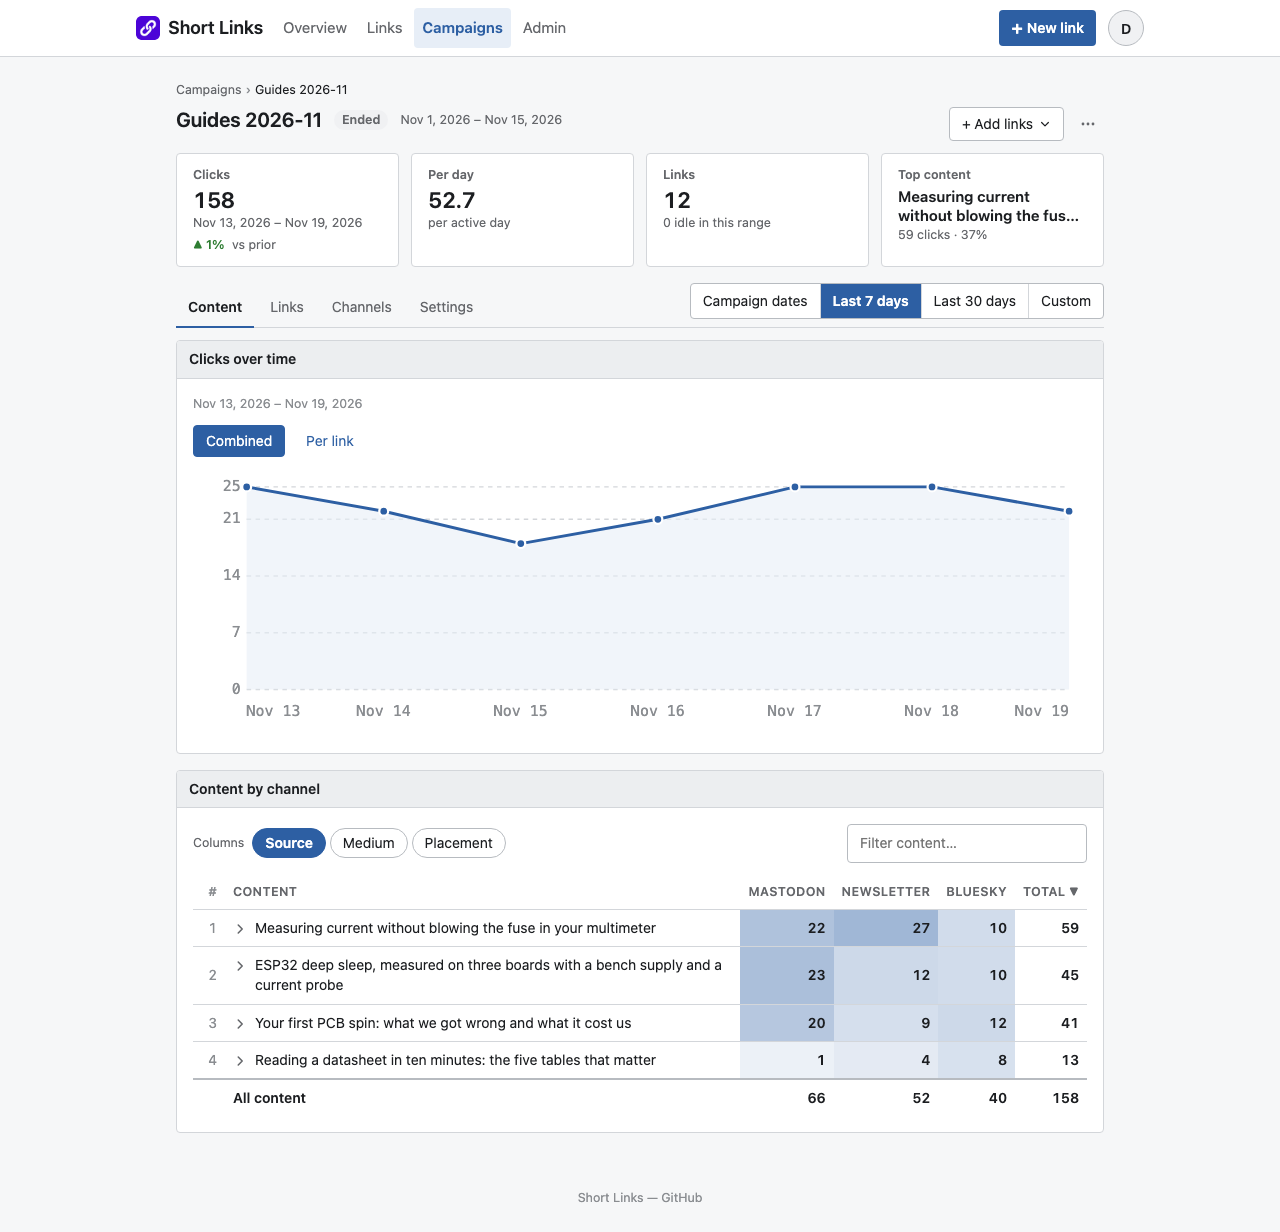 Short Links
Overview
Links
Campaigns
Admin
+ New link
D
Campaigns › Guides 2026-11
Guides 2026-11
Ended
Nov 1, 2026 – Nov 15, 2026
+ Add links
Clicks
158
Nov 13, 2026 – Nov 19, 2026
▲ 1% vs prior
Per day
52.7
per active day
Links
12
0 idle in this range
Top content
Measuring current
without blowing the fus…
59 clicks · 37%
Content
Links
Channels
Settings
Campaign dates
Last 7 days
Last 30 days
Custom
Clicks over time
Nov 13, 2026 – Nov 19, 2026
Combined
Per link
25
21
14
7
0
Nov 13
Nov 14
Nov 15
Nov 16
Nov 17
Nov 18
Nov 19
Content by channel
Columns
Source
Medium
Placement
Filter content…
# CONTENT MASTODON NEWSLETTER BLUESKY TOTAL ▼
1 Measuring current without blowing the fuse in your multimeter 22 27 10 59
2 ESP32 deep sleep, measured on three boards with a bench supply and a
current probe 23 12 10 45
3 Your first PCB spin: what we got wrong and what it cost us 20 9 12 41
4 Reading a datasheet in ten minutes: the five tables that matter 1 4 8 13
All content 66 52 40 158
Short Links — GitHub